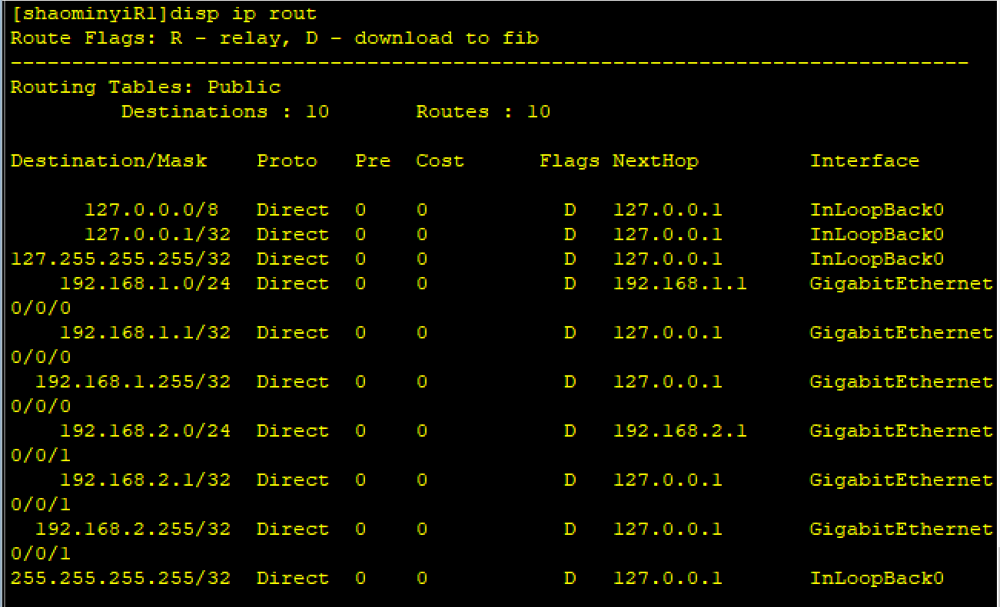 [shaominyiR1]disp ip rout
Route Flags: R - relay, D - download to fib
------------------------------------------------------------------------------
Routing Tables: Public
         Destinations : 10       Routes : 10

Destination/Mask    Proto   Pre  Cost      Flags NextHop         Interface

      127.0.0.0/8   Direct  0    0           D   127.0.0.1       InLoopBack0
      127.0.0.1/32  Direct  0    0           D   127.0.0.1       InLoopBack0
127.255.255.255/32  Direct  0    0           D   127.0.0.1       InLoopBack0
    192.168.1.0/24  Direct  0    0           D   192.168.1.1     GigabitEthernet
0/0/0
    192.168.1.1/32  Direct  0    0           D   127.0.0.1       GigabitEthernet
0/0/0
  192.168.1.255/32  Direct  0    0           D   127.0.0.1       GigabitEthernet
0/0/0
    192.168.2.0/24  Direct  0    0           D   192.168.2.1     GigabitEthernet
0/0/1
    192.168.2.1/32  Direct  0    0           D   127.0.0.1       GigabitEthernet
0/0/1
  192.168.2.255/32  Direct  0    0           D   127.0.0.1       GigabitEthernet
0/0/1
255.255.255.255/32  Direct  0    0           D   127.0.0.1       InLoopBack0